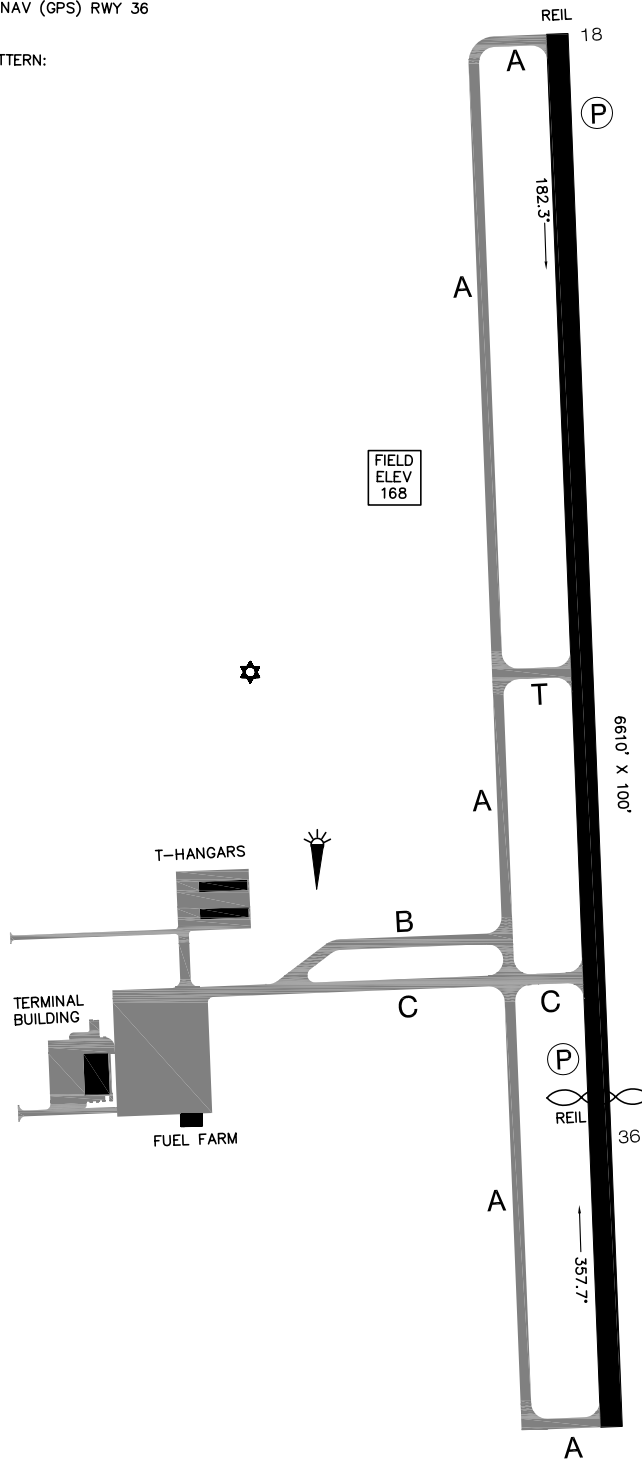 NAV (GPS) RWY 36
TTERN:
REIL
18
A
P
182.3°
A
FIELD
ELEV
168
T
6610' X 100'
A
T-HANGARS
B
TERMINAL
BUILDING
C
C
P
REIL
36
FUEL FARM
A
357.7°
A